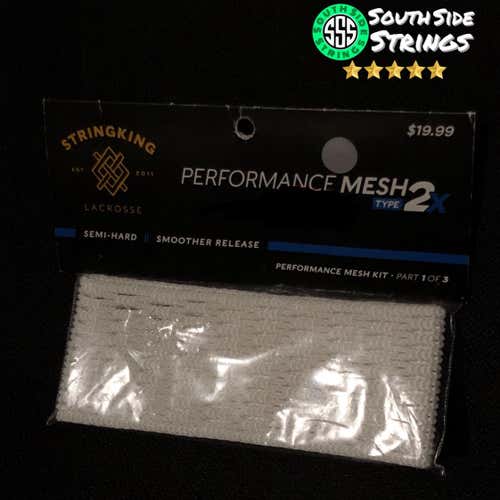 SOUTH SIDE STRINGS
SSS
SOUTH SIDE
STRINGS
$19.99
STRINGKING
EST 2011
LACROSSE
PERFORMANCE MESH
TYPE 2X
SEMI-HARD || SMOOTHER RELEASE
PERFORMANCE MESH KIT - PART 1 OF 3